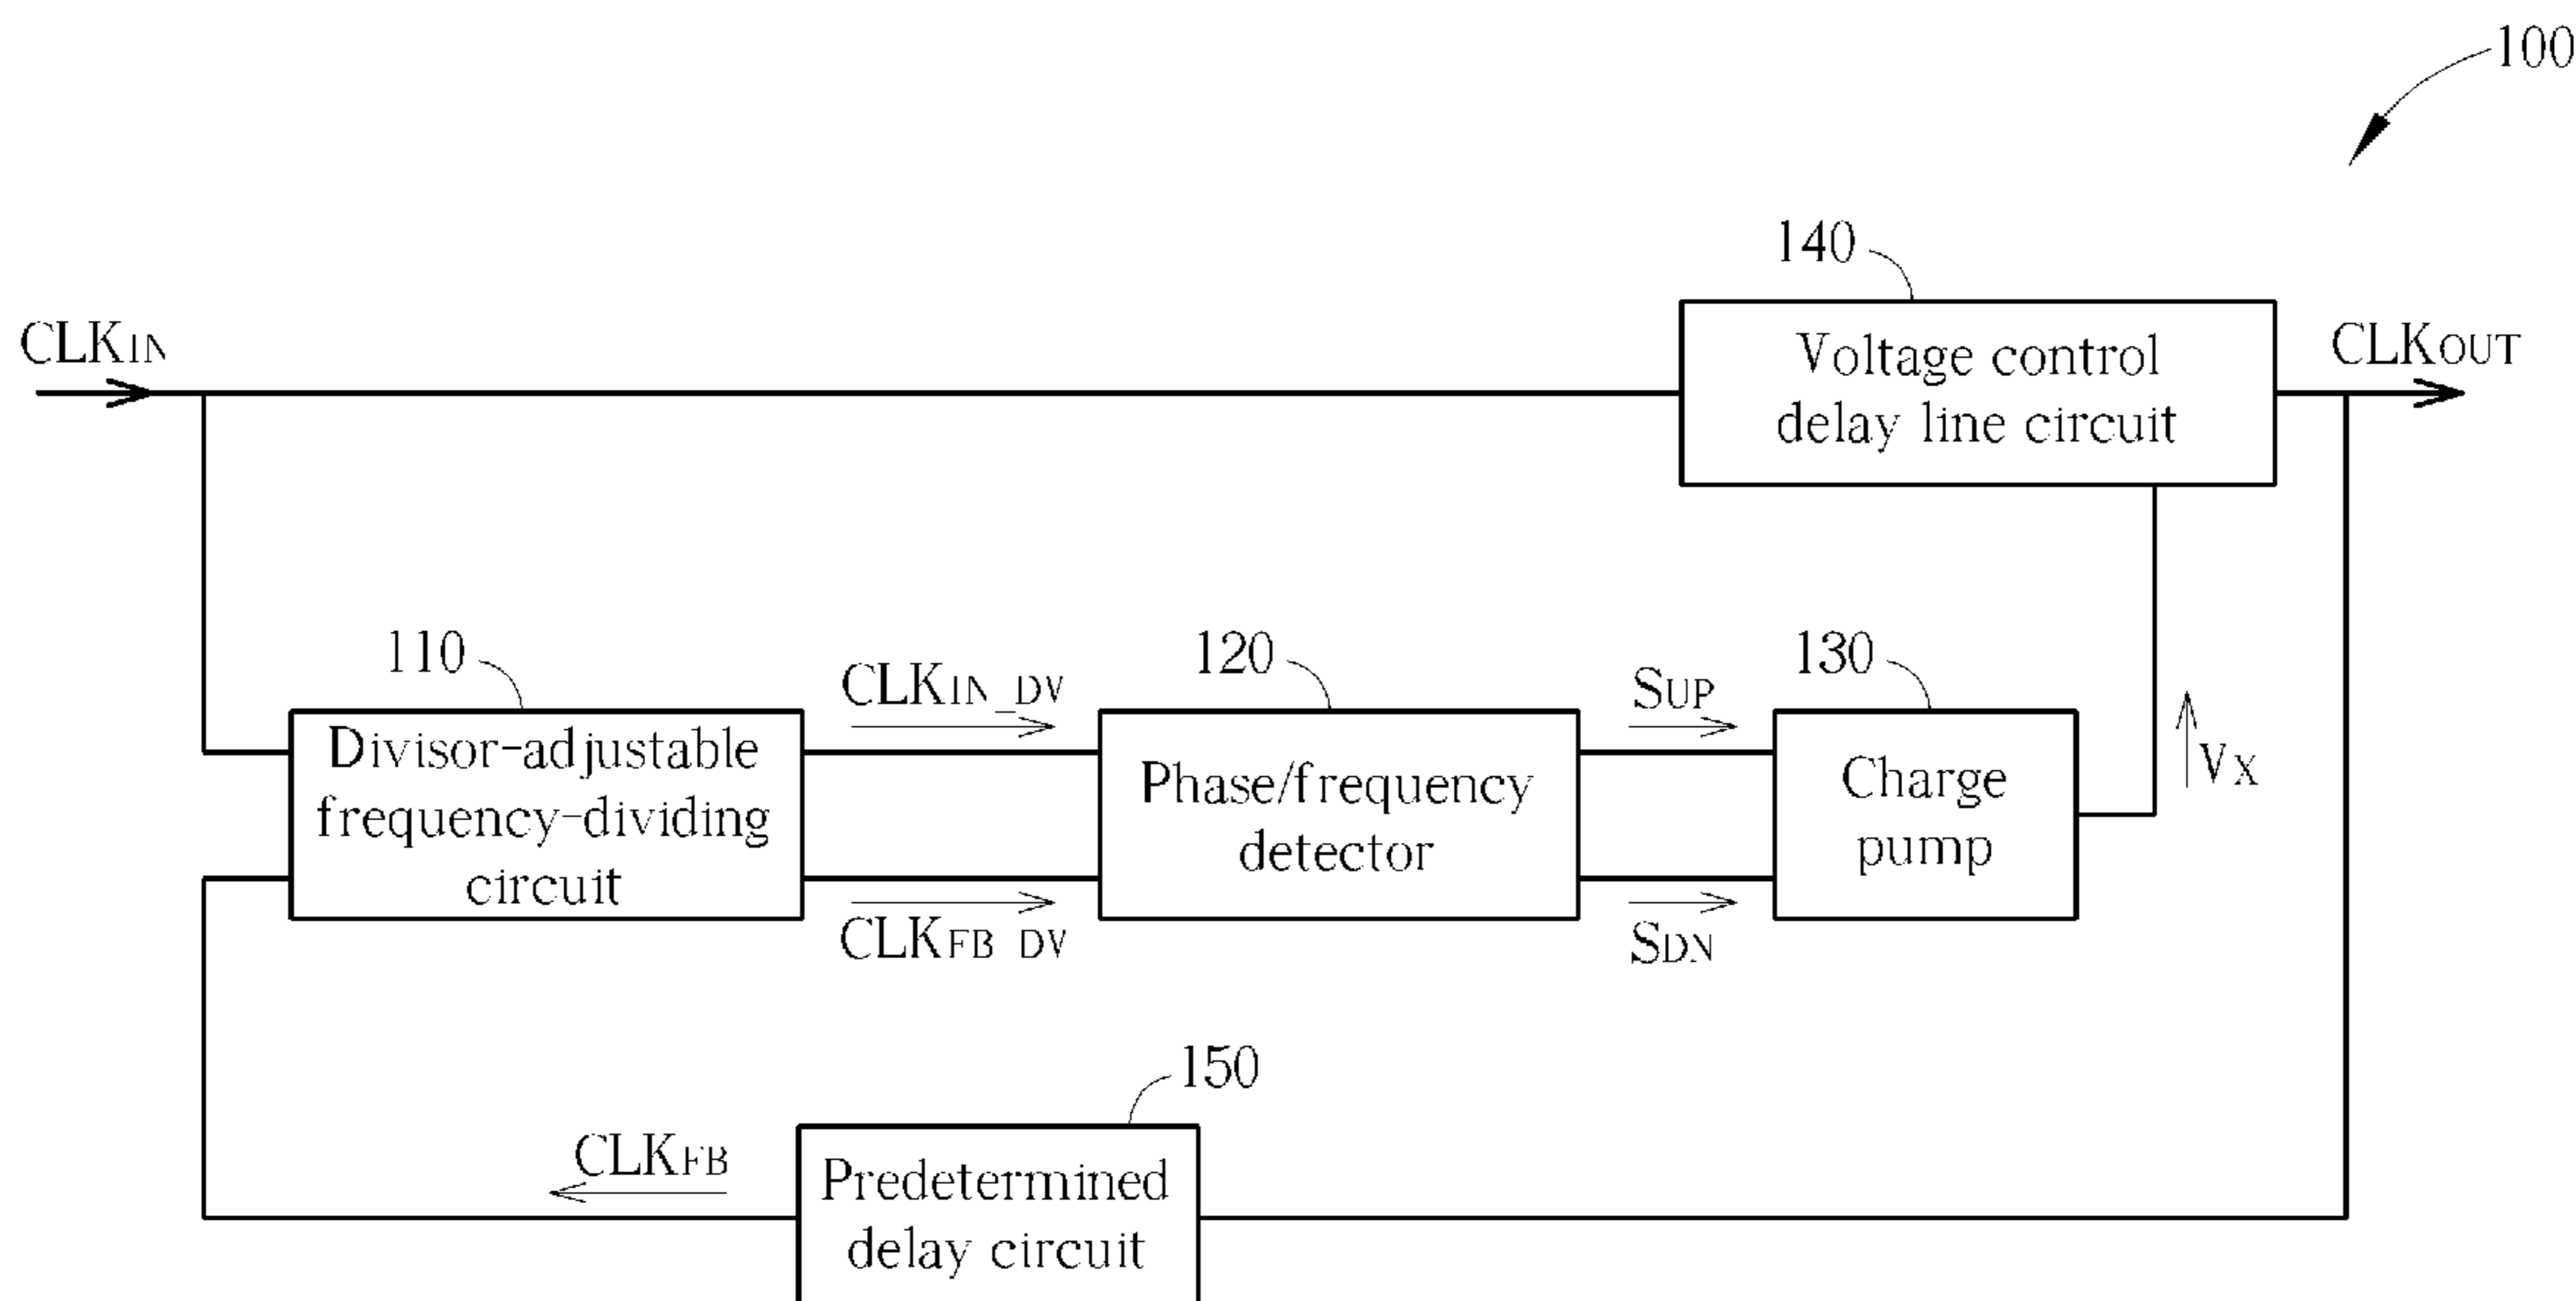 100
140
CLKIN
Voltage control
delay line circuit
CLKOUT
110
CLKIN_DV
120
SUP
130
Divisor-adjustable
frequency-dividing
circuit
Phase/frequency
detector
Charge
pump
VX
CLKFB_DV
SDN
150
CLKFB
Predetermined
delay circuit